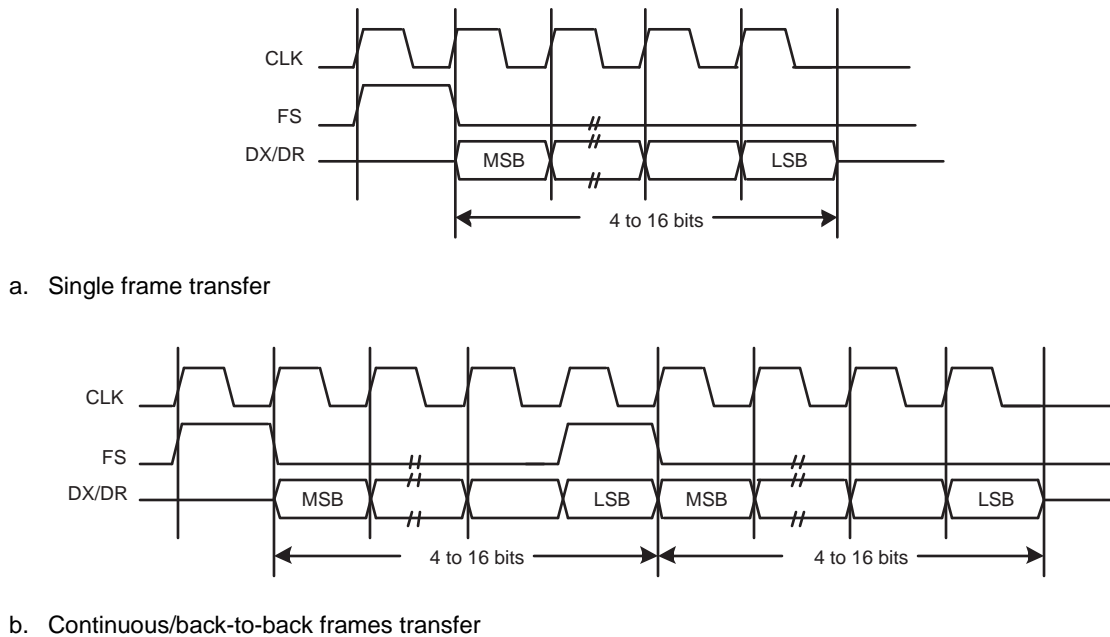 CLK
FS
DX/DR
MSB
LSB
4 to 16 bits
a. Single frame transfer
CLK
FS
DX/DR
MSB
LSB
MSB
LSB
4 to 16 bits
4 to 16 bits
b. Continuous/back-to-back frames transfer